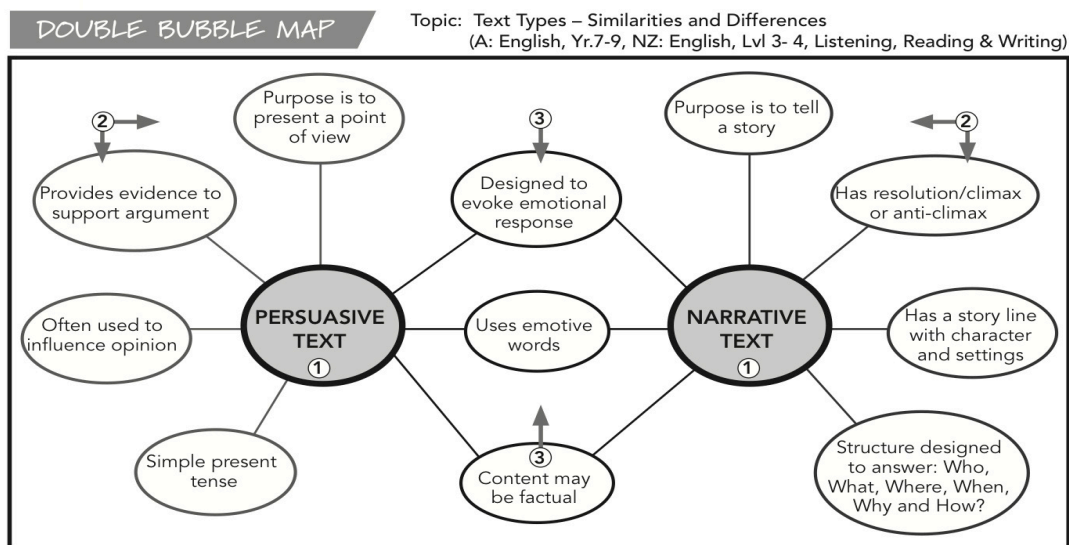 DOUBLE BUBBLE MAP
Topic: Text Types – Similarities and Differences
(A: English, Yr.7-9, NZ: English, Lvl 3- 4, Listening, Reading & Writing)
2
Provides evidence to
support argument
Purpose is to
present a point
of view
3
Designed to
evoke emotional
response
Purpose is to tell
a story
2
Has resolution/climax
or anti-climax
Often used to
influence opinion
PERSUASIVE
TEXT
1
Uses emotive
words
NARRATIVE
TEXT
1
Has a story line
with character
and settings
Simple present
tense
3
Content may
be factual
Structure designed
to answer: Who,
What, Where, When,
Why and How?